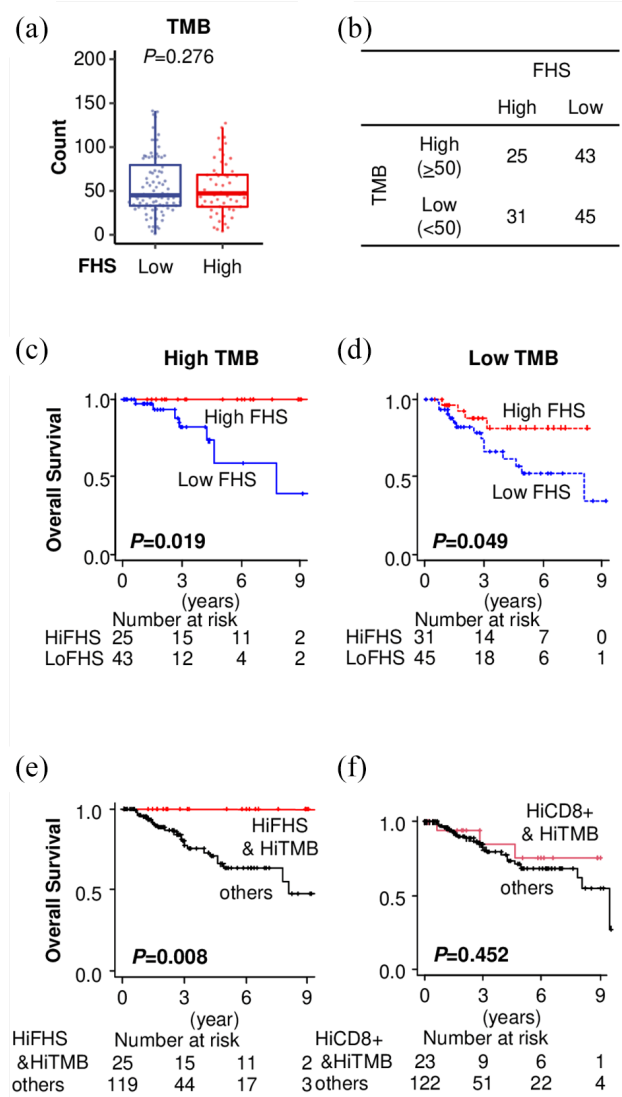 (a)
TMB
P=0.276
Count
200
150
100
50
0
FHS Low High
(b)
FHS
High Low
TMB
High
(≥50) 25 43
Low
(<50) 31 45
(c)
High TMB
Overall Survival
1.0
0.5
0.0
High FHS
Low FHS
P=0.019
0 3 6 9
(years)
Number at risk
HiFHS 25 15 11 2
LoFHS 43 12 4 2
(d)
Low TMB
1.0
0.5
0.0
High FHS
Low FHS
P=0.049
0 3 6 9
(years)
Number at risk
HiFHS 31 14 7 0
LoFHS 45 18 6 1
(e)
Overall Survival
1.0
0.5
0.0
HiFHS
& HiTMB
others
P=0.008
0 3 6 9
(year)
HiFHS Number at risk
&HiTMB 25 15 11 2
others 119 44 17 3
(f)
1.0
0.5
0.0
HiCD8+
& HiTMB
others
P=0.452
0 3 6 9
(years)
HiCD8+ Number at risk
&HiTMB 23 9 6 1
others 122 51 22 4